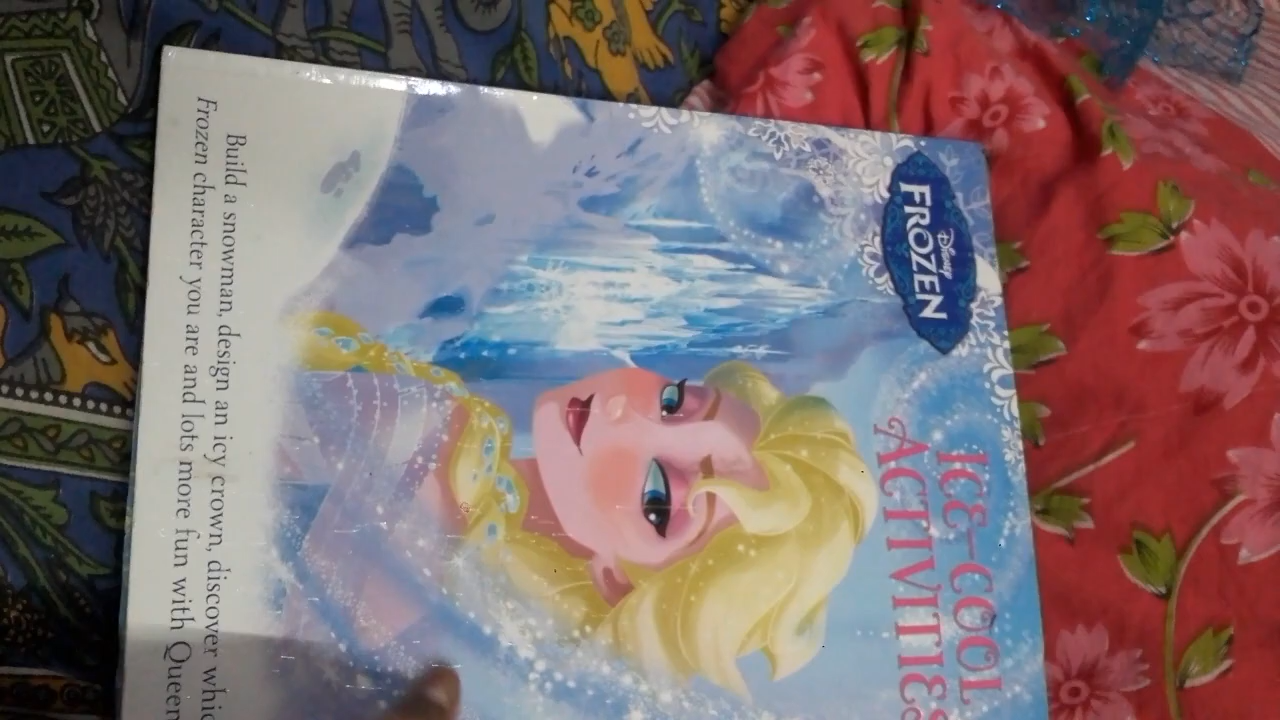 Disney
FROZEN
ICE-COOL
ACTIVITIES
Build a snowman, design an icy crown, discover
Frozen character you are and lots more fun with Queen